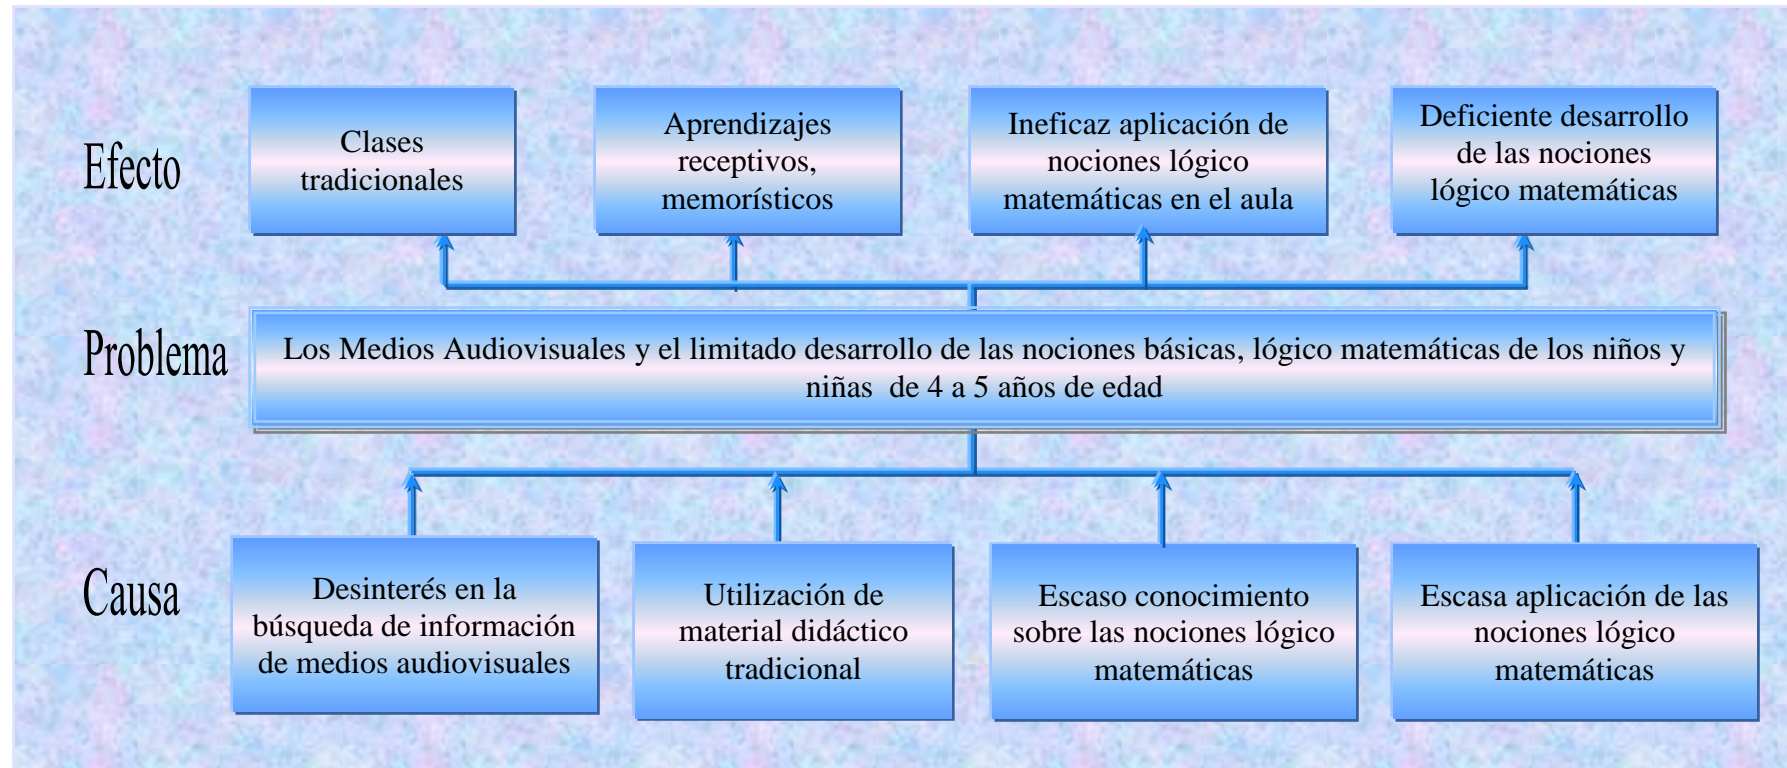 Efecto
Clases
tradicionales
Aprendizajes
receptivos,
memorísticos
Ineficaz aplicación de
nociones lógico
matemáticas en el aula
Deficiente desarrollo
de las nociones
lógico matemáticas
Problema
Los Medios Audiovisuales y el limitado desarrollo de las nociones básicas, lógico matemáticas de los niños y
niñas de 4 a 5 años de edad
Causa
Desinterés en la
búsqueda de información
de medios audiovisuales
Utilización de
material didáctico
tradicional
Escaso conocimiento
sobre las nociones lógico
matemáticas
Escasa aplicación de las
nociones lógico
matemáticas